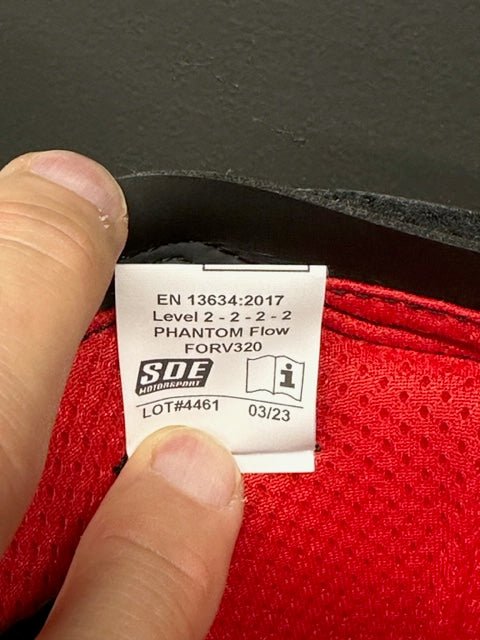 EN 13634:2017
Level 2 - 2 - 2 - 2
PHANTOM Flow
FORV320
SDE
MOTORSPORT
i
LOT#4461 03/23